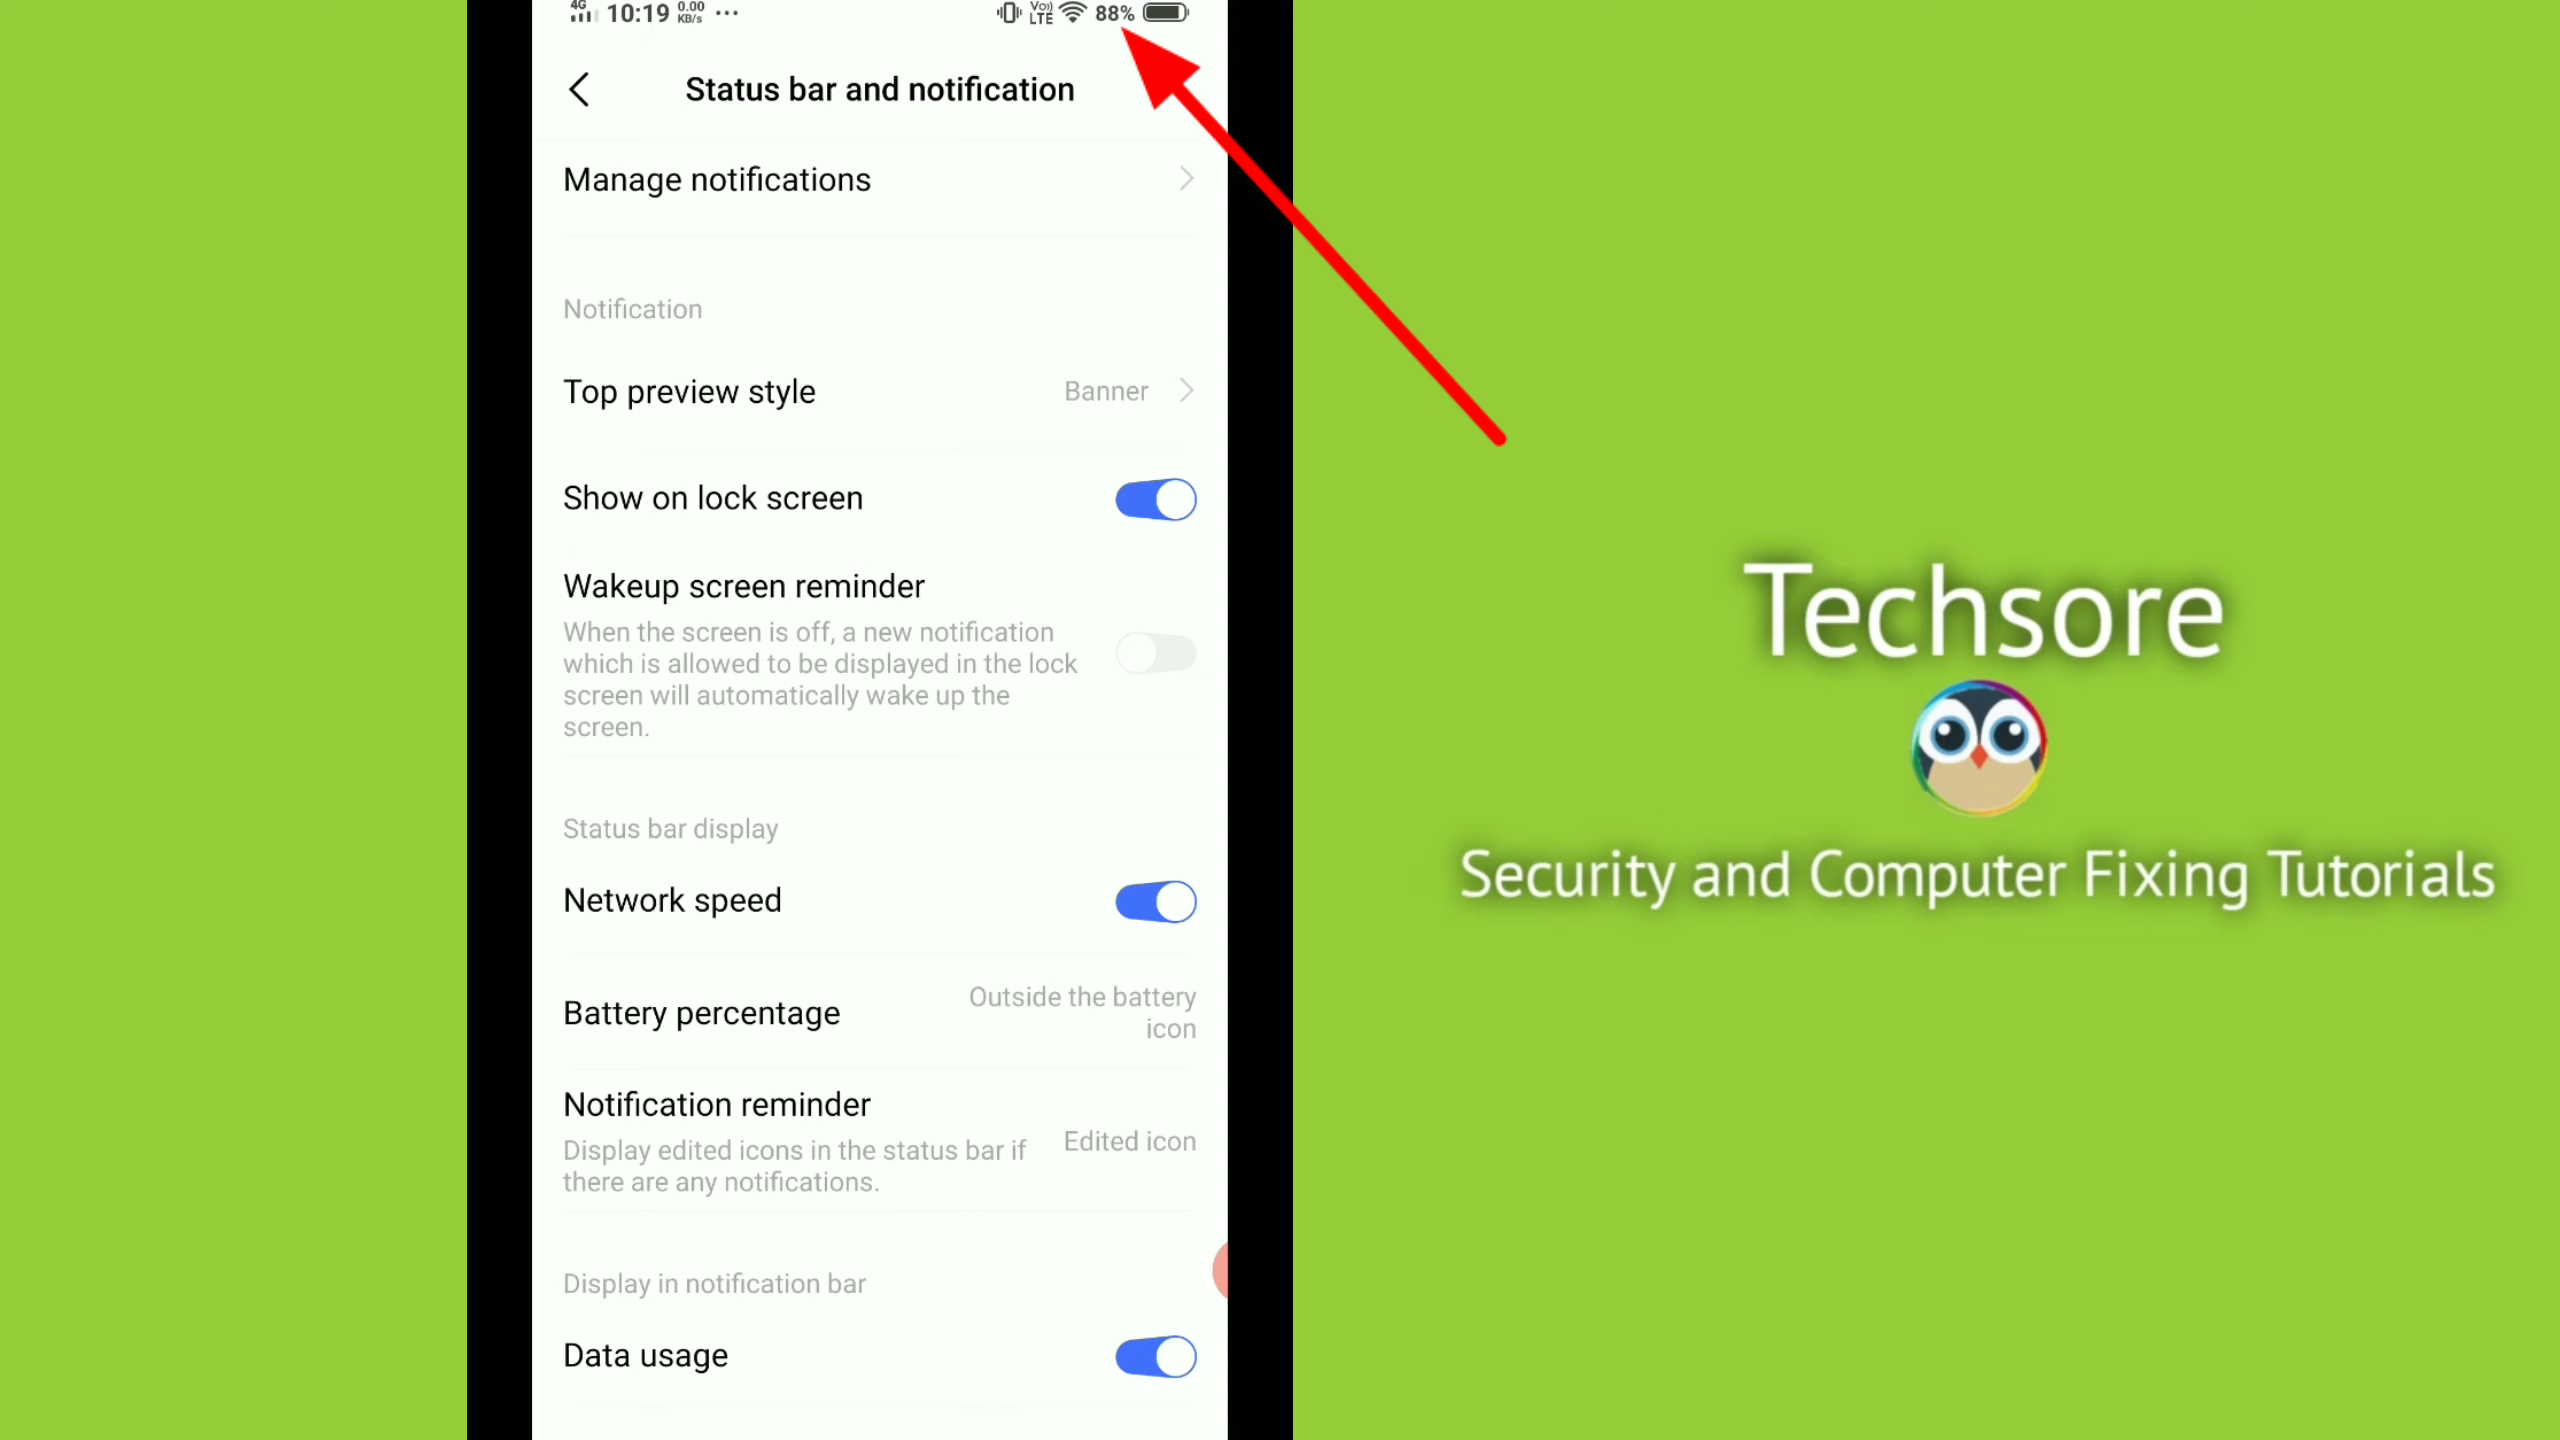 4G 10:19 0.00 KB/s ... Vo)) LTE 88%
Status bar and notification
Manage notifications
Notification
Top preview style Banner
Show on lock screen
Wakeup screen reminder
When the screen is off, a new notification
which is allowed to be displayed in the lock
screen will automatically wake up the
screen.
Status bar display
Network speed
Battery percentage Outside the battery
icon
Notification reminder
Display edited icons in the status bar if
there are any notifications.
Edited icon
Display in notification bar
Data usage
Techsore
Security and Computer Fixing Tutorials